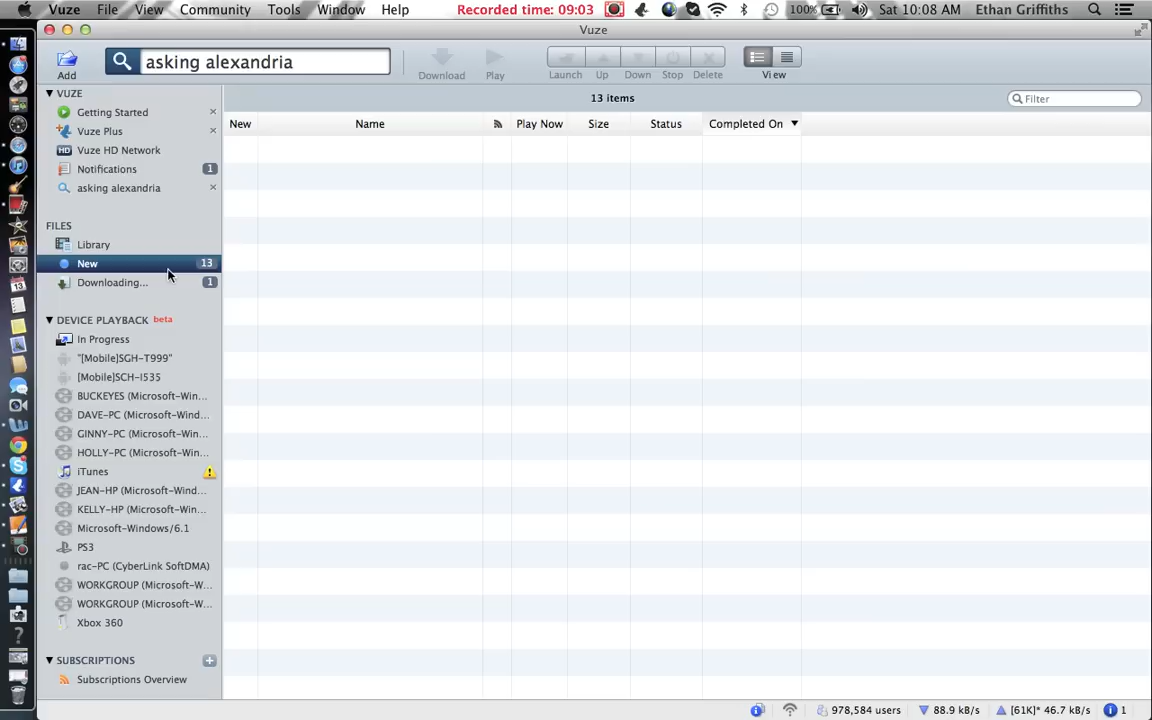 Vuze File View Community Tools Window Help Recorded time: 09:03 100% Sat 10:08 AM Ethan Griffiths
Vuze
asking alexandria
Add Download Play Launch Up Down Stop Delete View
VUZE
13 items
Filter
Getting Started
New Name Play Now Size Status Completed On
Vuze Plus
HD Vuze HD Network
Notifications 1
asking alexandria
FILES
Library
New 13
Downloading... 1
DEVICE PLAYBACK beta
In Progress
"[Mobile]SGH-T999"
[Mobile]SCH-I535
BUCKEYES (Microsoft-Win...
DAVE-PC (Microsoft-Wind...
GINNY-PC (Microsoft-Win...
HOLLY-PC (Microsoft-Win...
iTunes
JEAN-HP (Microsoft-Wind...
KELLY-HP (Microsoft-Win...
Microsoft-Windows/6.1
PS3
rac-PC (CyberLink SoftDMA)
WORKGROUP (Microsoft-W...
WORKGROUP (Microsoft-W...
Xbox 360
SUBSCRIPTIONS
Subscriptions Overview
978,584 users 88.9 kB/s [61K]* 46.7 kB/s 1
13